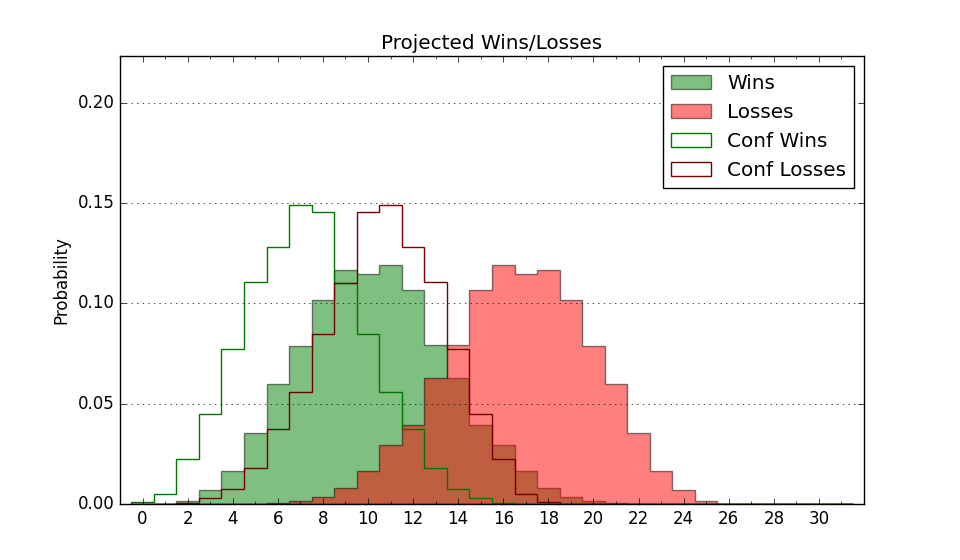 Projected Wins/Losses
Wins
Losses
Conf Wins
Conf Losses
Probability
0.20
0.15
0.10
0.05
0.00
0 2 4 6 8 10 12 14 16 18 20 22 24 26 28 30